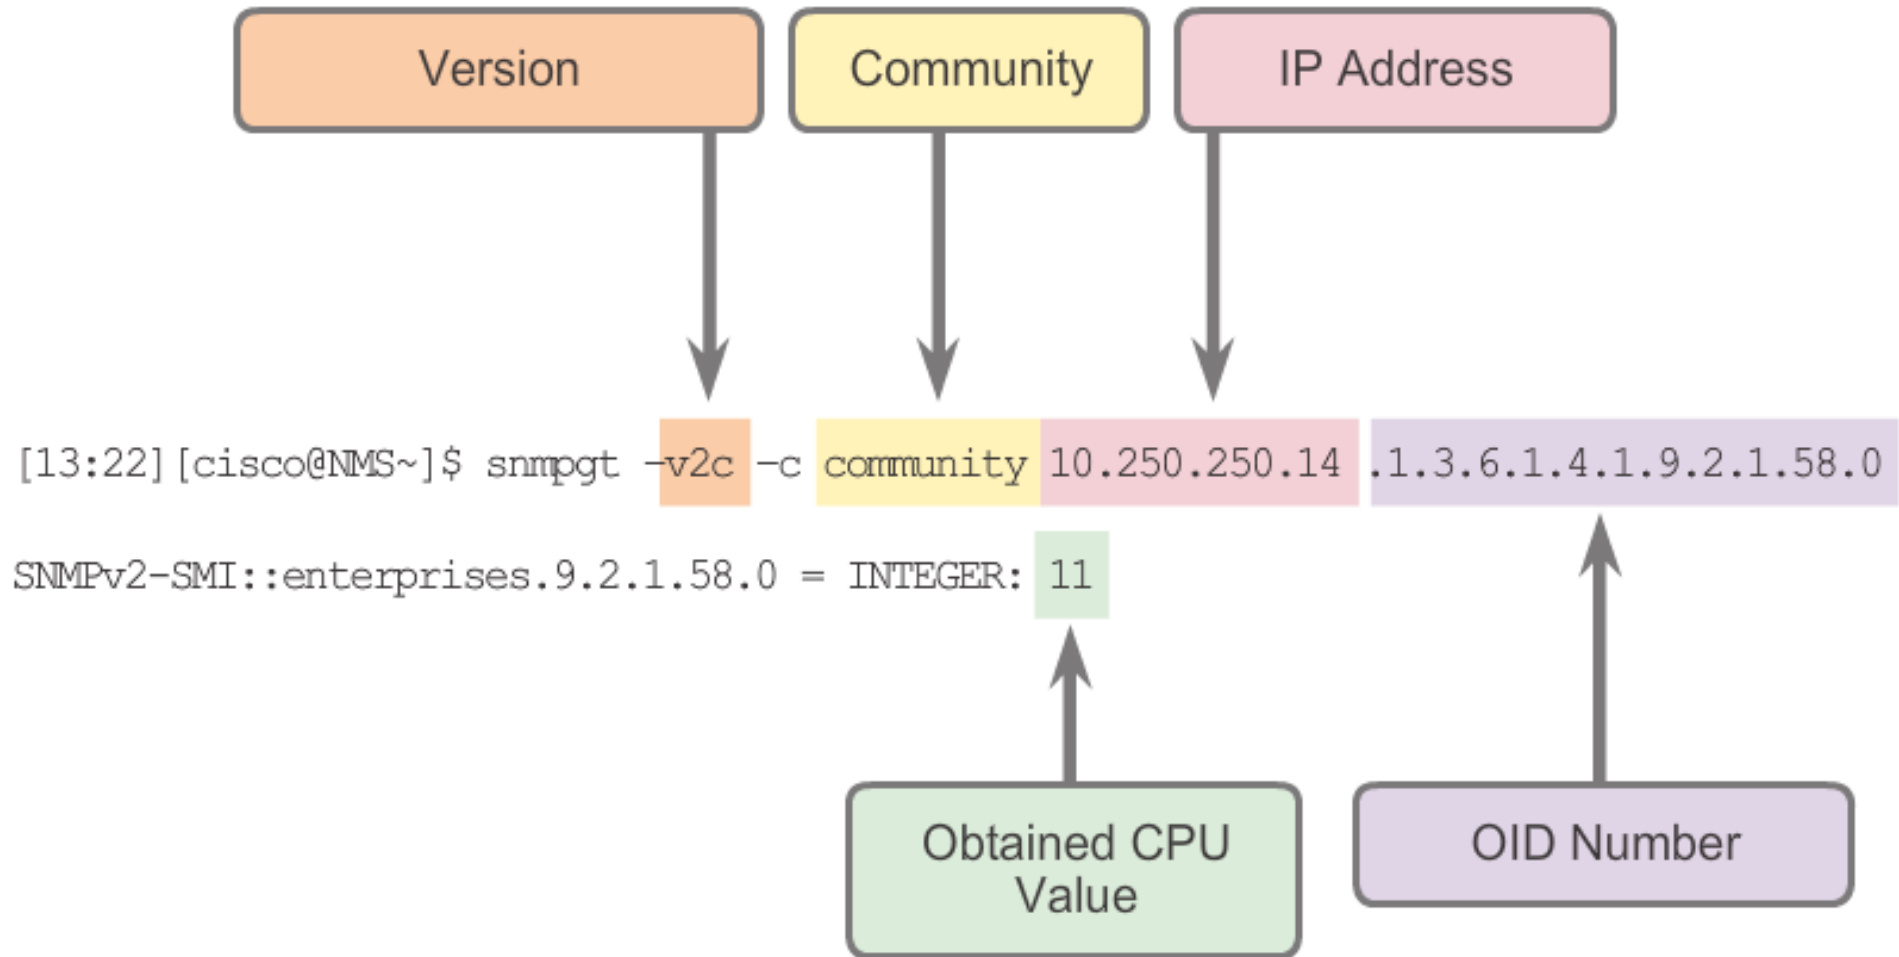 Version
Community
IP Address
[13:22][cisco@NMS~]$ snmpgt -v2c -c community 10.250.250.14 .1.3.6.1.4.1.9.2.1.58.0
SNMPv2-SMI::enterprises.9.2.1.58.0 = INTEGER: 11
Obtained CPU
Value
OID Number